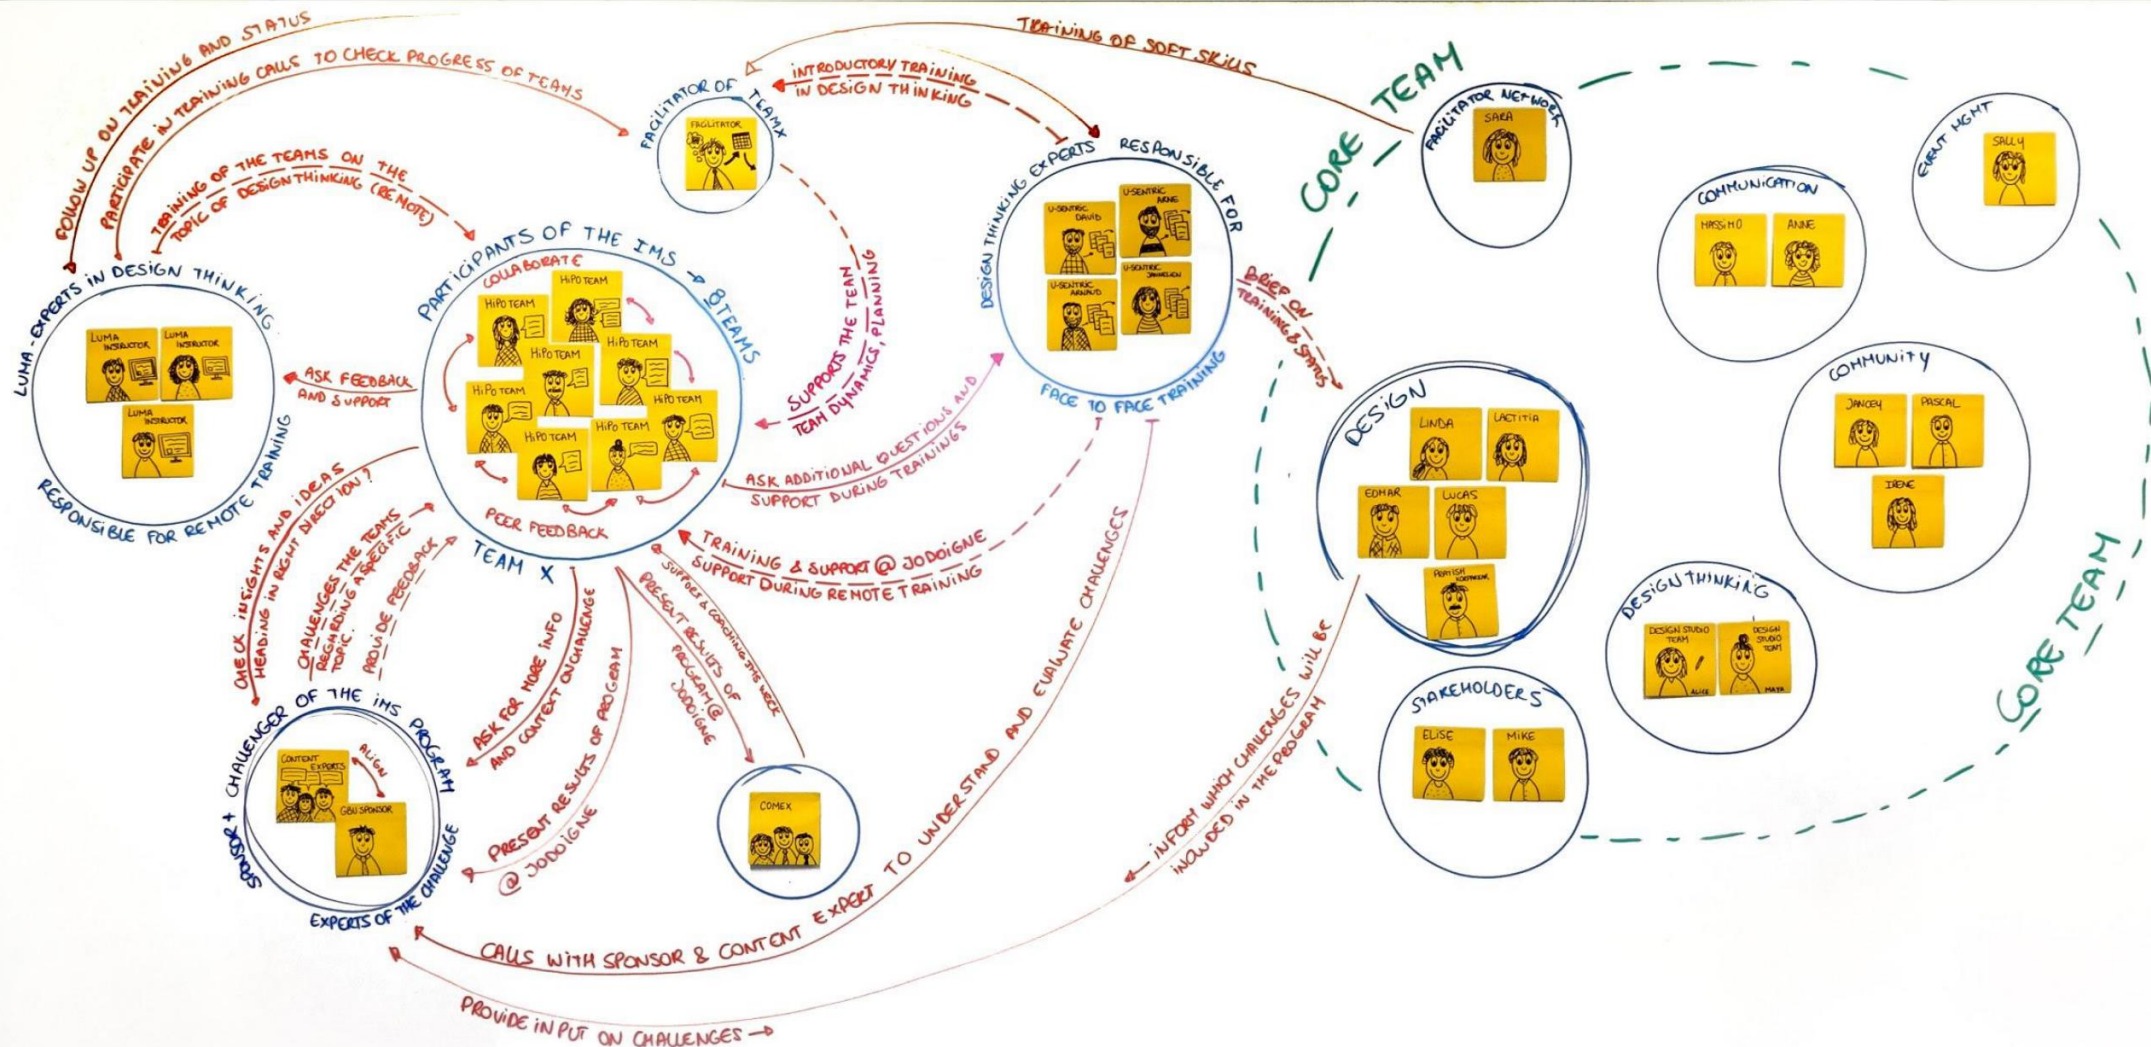 FOLLOW UP ON TRAINING AND STATUS
PARTICIPATE IN TRAINING CALLS TO CHECK PROGRESS OF TEAMS
TRAINING OF THE TEAMS ON THE
TOPIC OF DESIGN THINKING (REMOTE)
LUMA - EXPERTS IN DESIGN THINKING
LUMA
INSTRUCTOR
LUMA
INSTRUCTOR
LUMA
INSTRUCTOR
RESPONSIBLE FOR REMOTE TRAINING
FACILITATOR OF TEAM X
FACILITATOR
TRAINING OF SOFT SKILLS
INTRODUCTORY TRAINING
IN DESIGN THINKING
PARTICIPANTS OF THE IMS → 8 TEAMS
COLLABORATE
HiPO TEAM
HiPO TEAM
HiPO TEAM
HiPO TEAM
HiPO TEAM
HiPO TEAM
HiPO TEAM
HiPO TEAM
PEER FEEDBACK
TEAM X
ASK FEEDBACK
AND SUPPORT
SUPPORTS THE TEAM
TEAM DYNAMICS, PLANNING
DESIGN THINKING EXPERTS RESPONSIBLE FOR
U-SENTRIC
DAVID
U-SENTRIC
ARNE
U-SENTRIC
ARNAUD
U-SENTRIC
FACE TO FACE TRAINING
ASK ADDITIONAL QUESTIONS AND
SUPPORT DURING TRAININGS
TRAINING & SUPPORT @ JODOIGNE
SUPPORT DURING REMOTE TRAINING
BRIEF ON
TRAINING & STATUS
CHECK INSIGHTS AND IDEAS
HEADING IN RIGHT DIRECTION?
CHALLENGES THE TEAMS
REGARDING A SPECIFIC
TOPIC.
PROVIDE FEEDBACK
ASK FOR MORE INFO
AND CONTEXT ON CHALLENGE
PRESENT RESULTS OF PROGRAM
@ JODOIGNE
PRESENT RESULTS OF
PROGRAM @
JODOIGNE
SUPPORT & COACHING
SPONSOR + CHALLENGER OF THE IMS PROGRAM
CONTENT
EXPERTS
ALIGN
GBU SPONSOR
EXPERTS OF THE CHALLENGE
COMEX
CALLS WITH SPONSOR & CONTENT EXPERT TO UNDERSTAND AND EVALUATE CHALLENGES
PROVIDE INPUT ON CHALLENGES →
← INFORM WHICH CHALLENGES WILL BE
INCLUDED IN THE PROGRAM
CORE TEAM
FACILITATOR NETWORK
SARA
EVENT MGMT
SALLY
COMMUNICATION
MASSIMO
ANNE
COMMUNITY
JANCEY
PASCAL
IRENE
DESIGN
LINDA
LAETITIA
EDMAR
LUCAS
PRATISH
DESIGN THINKING
DESIGN STUDIO
TEAM
ALICE
DESIGN
STUDIO
TEAM
MAYA
STAKEHOLDERS
ELISE
MIKE
CORE TEAM